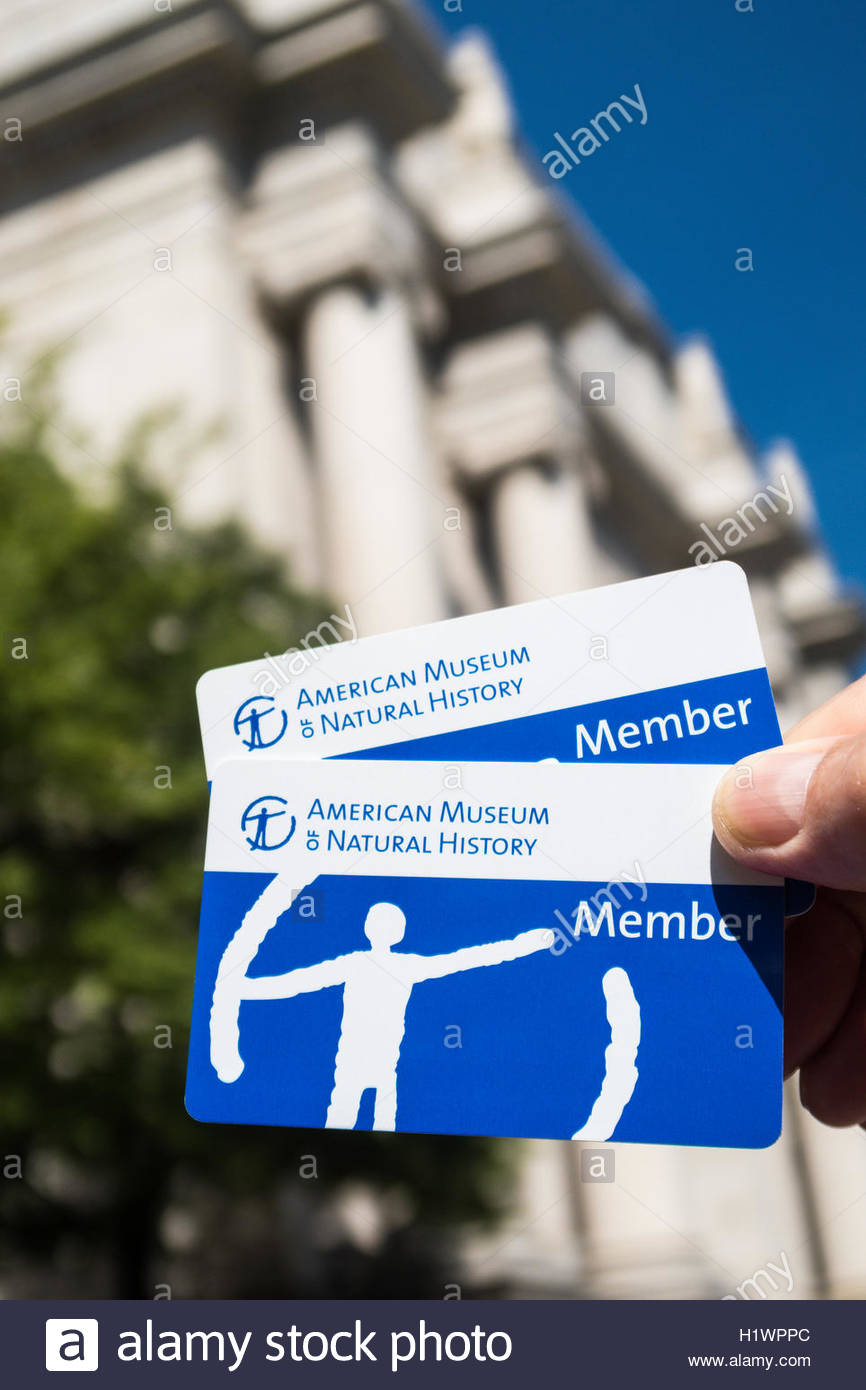 alamy
alamy
alamy
AMERICAN MUSEUM
OF NATURAL HISTORY
Member
AMERICAN MUSEUM
OF NATURAL HISTORY
alamy
Member
alamy
a alamy stock photo
H1WPPC
www.alamy.com